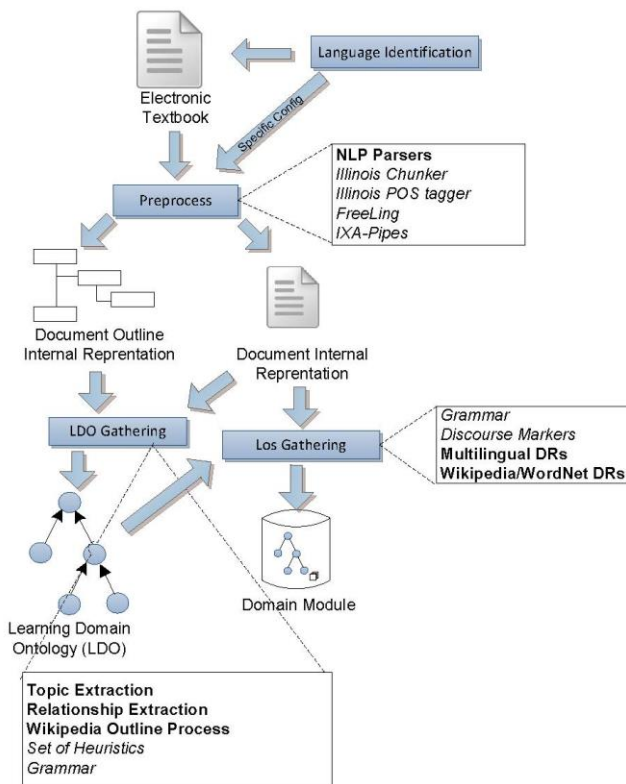 Language Identification
Electronic
Textbook
Specific Config
NLP Parsers
Illinois Chunker
Illinois POS tagger
FreeLing
IXA-Pipes
Preprocess
Document Outline
Internal Reprentation
Document Internal
Reprentation
LDO Gathering
Los Gathering
Grammar
Discourse Markers
Multilingual DRs
Wikipedia/WordNet DRs
Domain Module
Learning Domain
Ontology (LDO)
Topic Extraction
Relationship Extraction
Wikipedia Outline Process
Set of Heuristics
Grammar